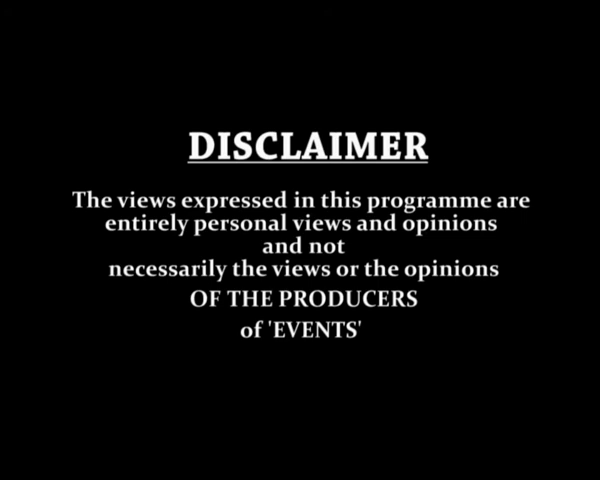 DISCLAIMER
The views expressed in this programme are
entirely personal views and opinions
and not
necessarily the views or the opinions
OF THE PRODUCERS
of 'EVENTS'